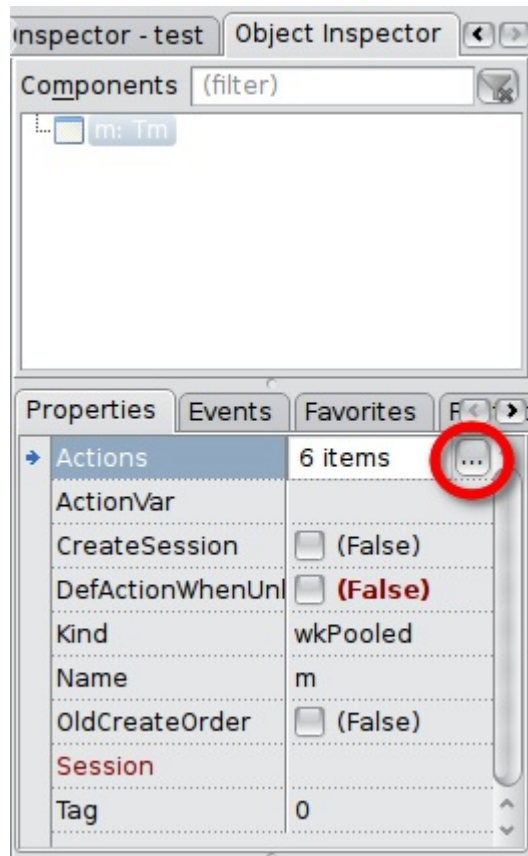 inspector - test Object Inspector
Components (filter)
m: Tm
Properties Events Favorites
Actions 6 items ...
ActionVar
CreateSession (False)
DefActionWhenUnl (False)
Kind wkPooled
Name m
OldCreateOrder (False)
Session
Tag 0